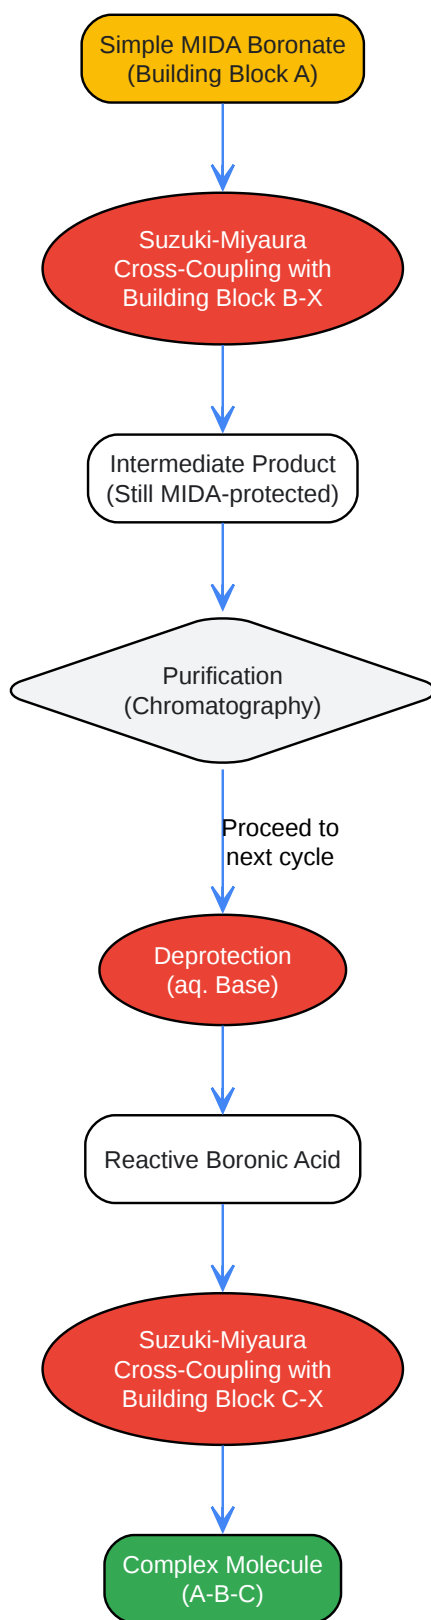 Simple MIDA Boronate
(Building Block A)
Suzuki-Miyaura
Cross-Coupling with
Building Block B-X
Intermediate Product
(Still MIDA-protected)
Purification
(Chromatography)
Proceed to
next cycle
Deprotection
(aq. Base)
Reactive Boronic Acid
Suzuki-Miyaura
Cross-Coupling with
Building Block C-X
Complex Molecule
(A-B-C)